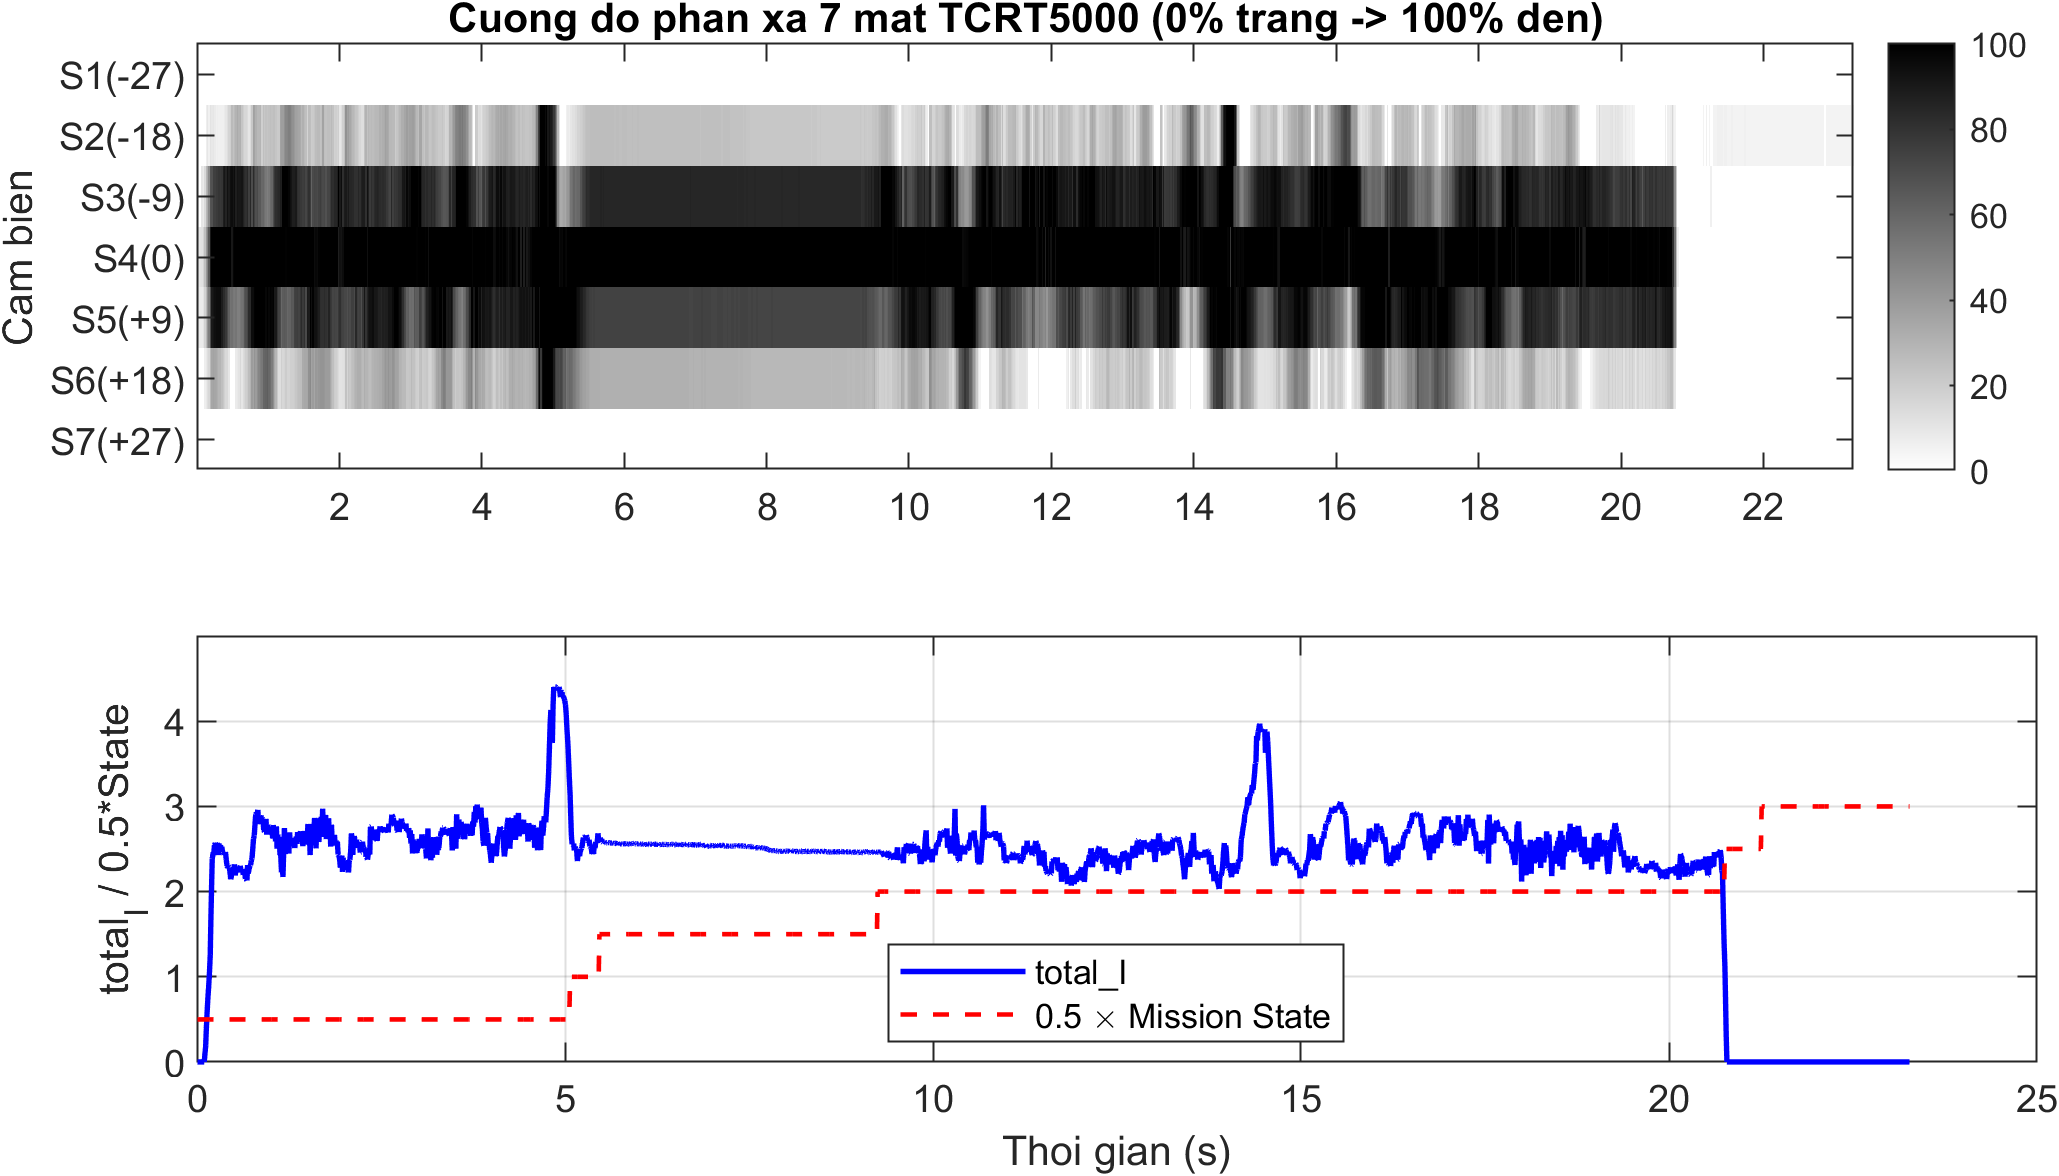 Cuong do phan xa 7 mat TCRT5000 (0% trang -> 100% den)
Cam bien
S1(-27)
S2(-18)
S3(-9)
S4(0)
S5(+9)
S6(+18)
S7(+27)
2 4 6 8 10 12 14 16 18 20 22
100
80
60
40
20
0
total_I / 0.5*State
4
3
2
1
0
total_I
0.5 × Mission State
0 5 10 15 20 25
Thoi gian (s)